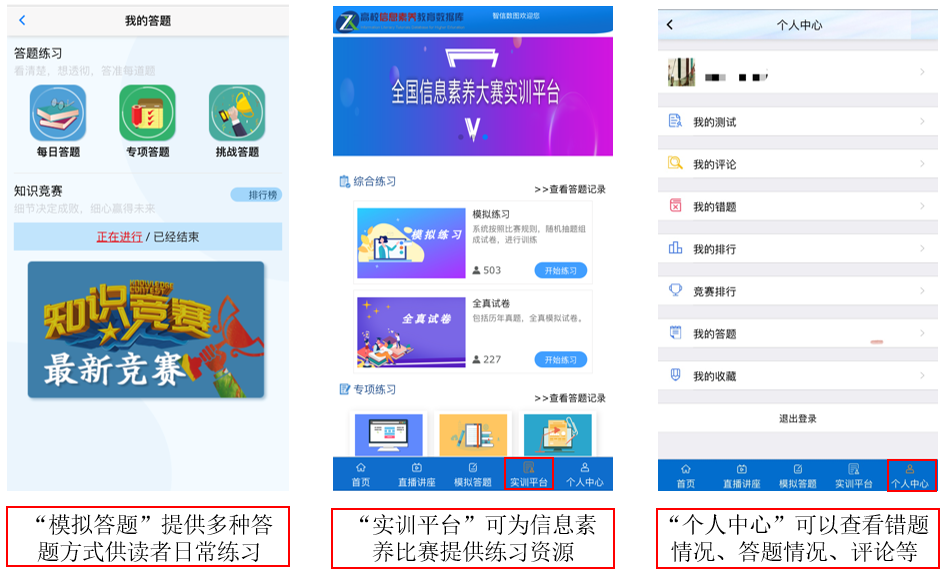 我的答题
答题练习
看清楚，想透彻，答准每道题
每日答题
专项答题
挑战答题
知识竞赛
排行榜
细节决定成败，细心赢得未来
正在进行 / 已经结束
KNOWLEDGE
CONTEST
知识竞赛
最新竞赛
“模拟答题”提供多种答
题方式供读者日常练习
高校信息素养教育数据库
智信数图欢迎您
全国信息素养大赛实训平台
综合练习
>>查看答题记录
模拟练习
模拟练习
系统按照比赛规则，随机抽题组
成试卷，进行训练
503
开始练习
全真试卷
全真试卷
包括历年真题，全真模拟试卷。
227
开始练习
专项练习
>>查看答题记录
首页
直播讲座
模拟答题
实训平台
个人中心
“实训平台”可为信息素
养比赛提供练习资源
个人中心
我的测试
我的评论
我的错题
我的排行
竞赛排行
我的答题
我的收藏
退出登录
首页
直播讲座
模拟答题
实训平台
个人中心
“个人中心”可以查看错题
情况、答题情况、评论等